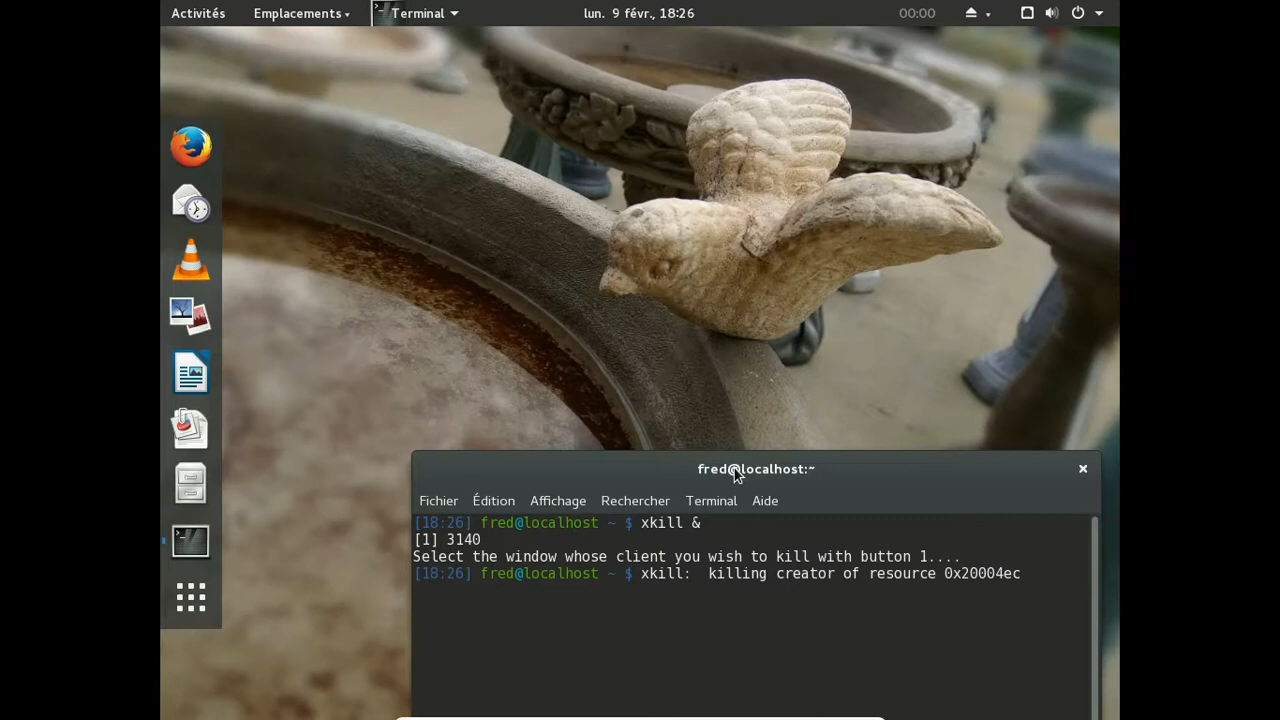 Activités Emplacements Terminal lun. 9 févr., 18:26 00:00
fred@localhost:~
Fichier Édition Affichage Rechercher Terminal Aide
[18:26] fred@localhost ~ $ xkill &
[1] 3140
Select the window whose client you wish to kill with button 1....
[18:26] fred@localhost ~ $ xkill:  killing creator of resource 0x20004ec